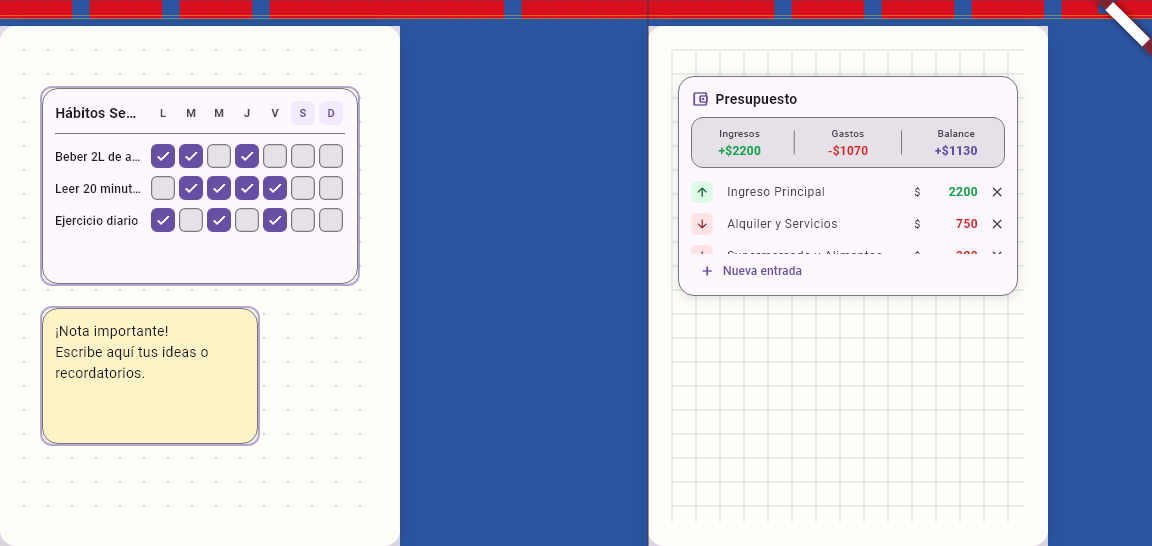 Hábitos Se...
L M M J V S D
Beber 2L de a...
Leer 20 minut...
Ejercicio diario
¡Nota importante!
Escribe aquí tus ideas o
recordatorios.
Presupuesto
Ingresos Gastos Balance
+$2200 -$1070 +$1130
Ingreso Principal $ 2200
Alquiler y Servicios $ 750
Nueva entrada